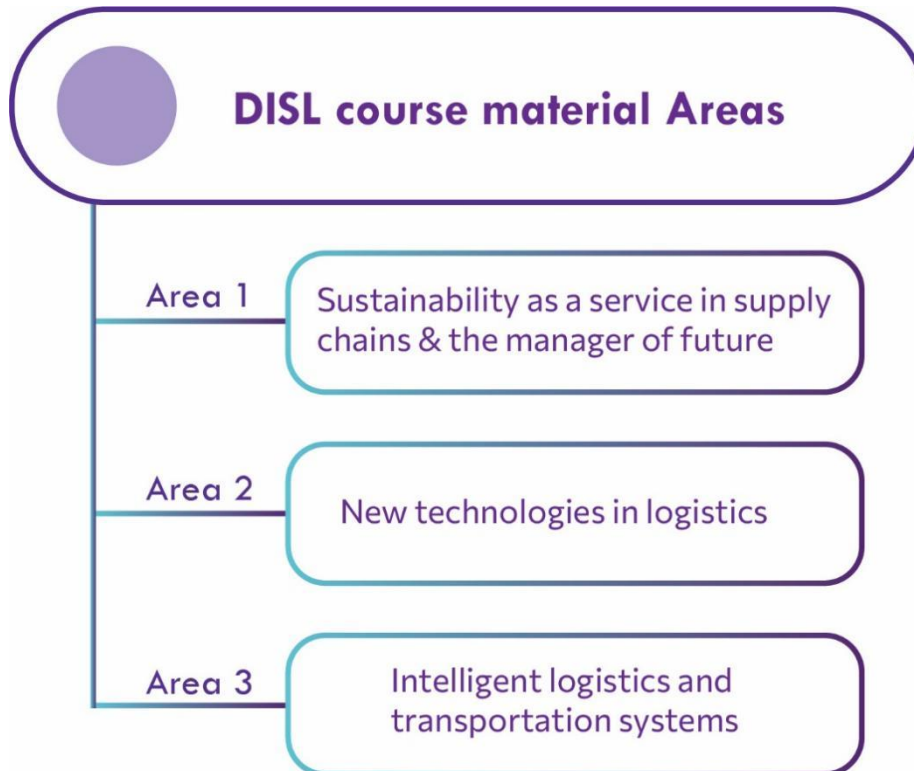 DISL course material Areas
Area 1
Sustainability as a service in supply
chains & the manager of future
Area 2
New technologies in logistics
Area 3
Intelligent logistics and
transportation systems